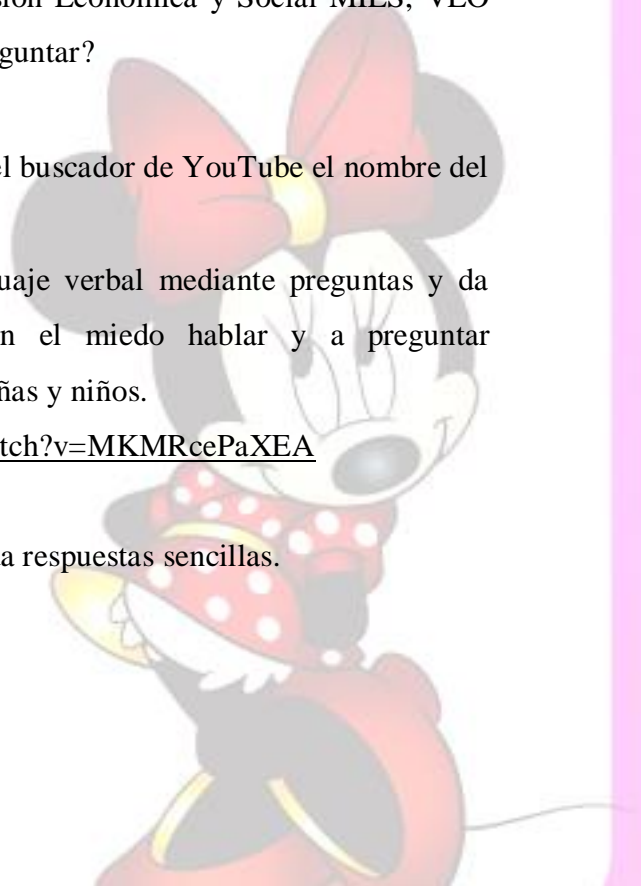 sión Económica y Social MIES, VEO
guntar?
el buscador de YouTube el nombre del
uaje verbal mediante preguntas y da
n el miedo hablar y a preguntar
ñas y niños.
tch?v=MKMRcePaXEA
a respuestas sencillas.